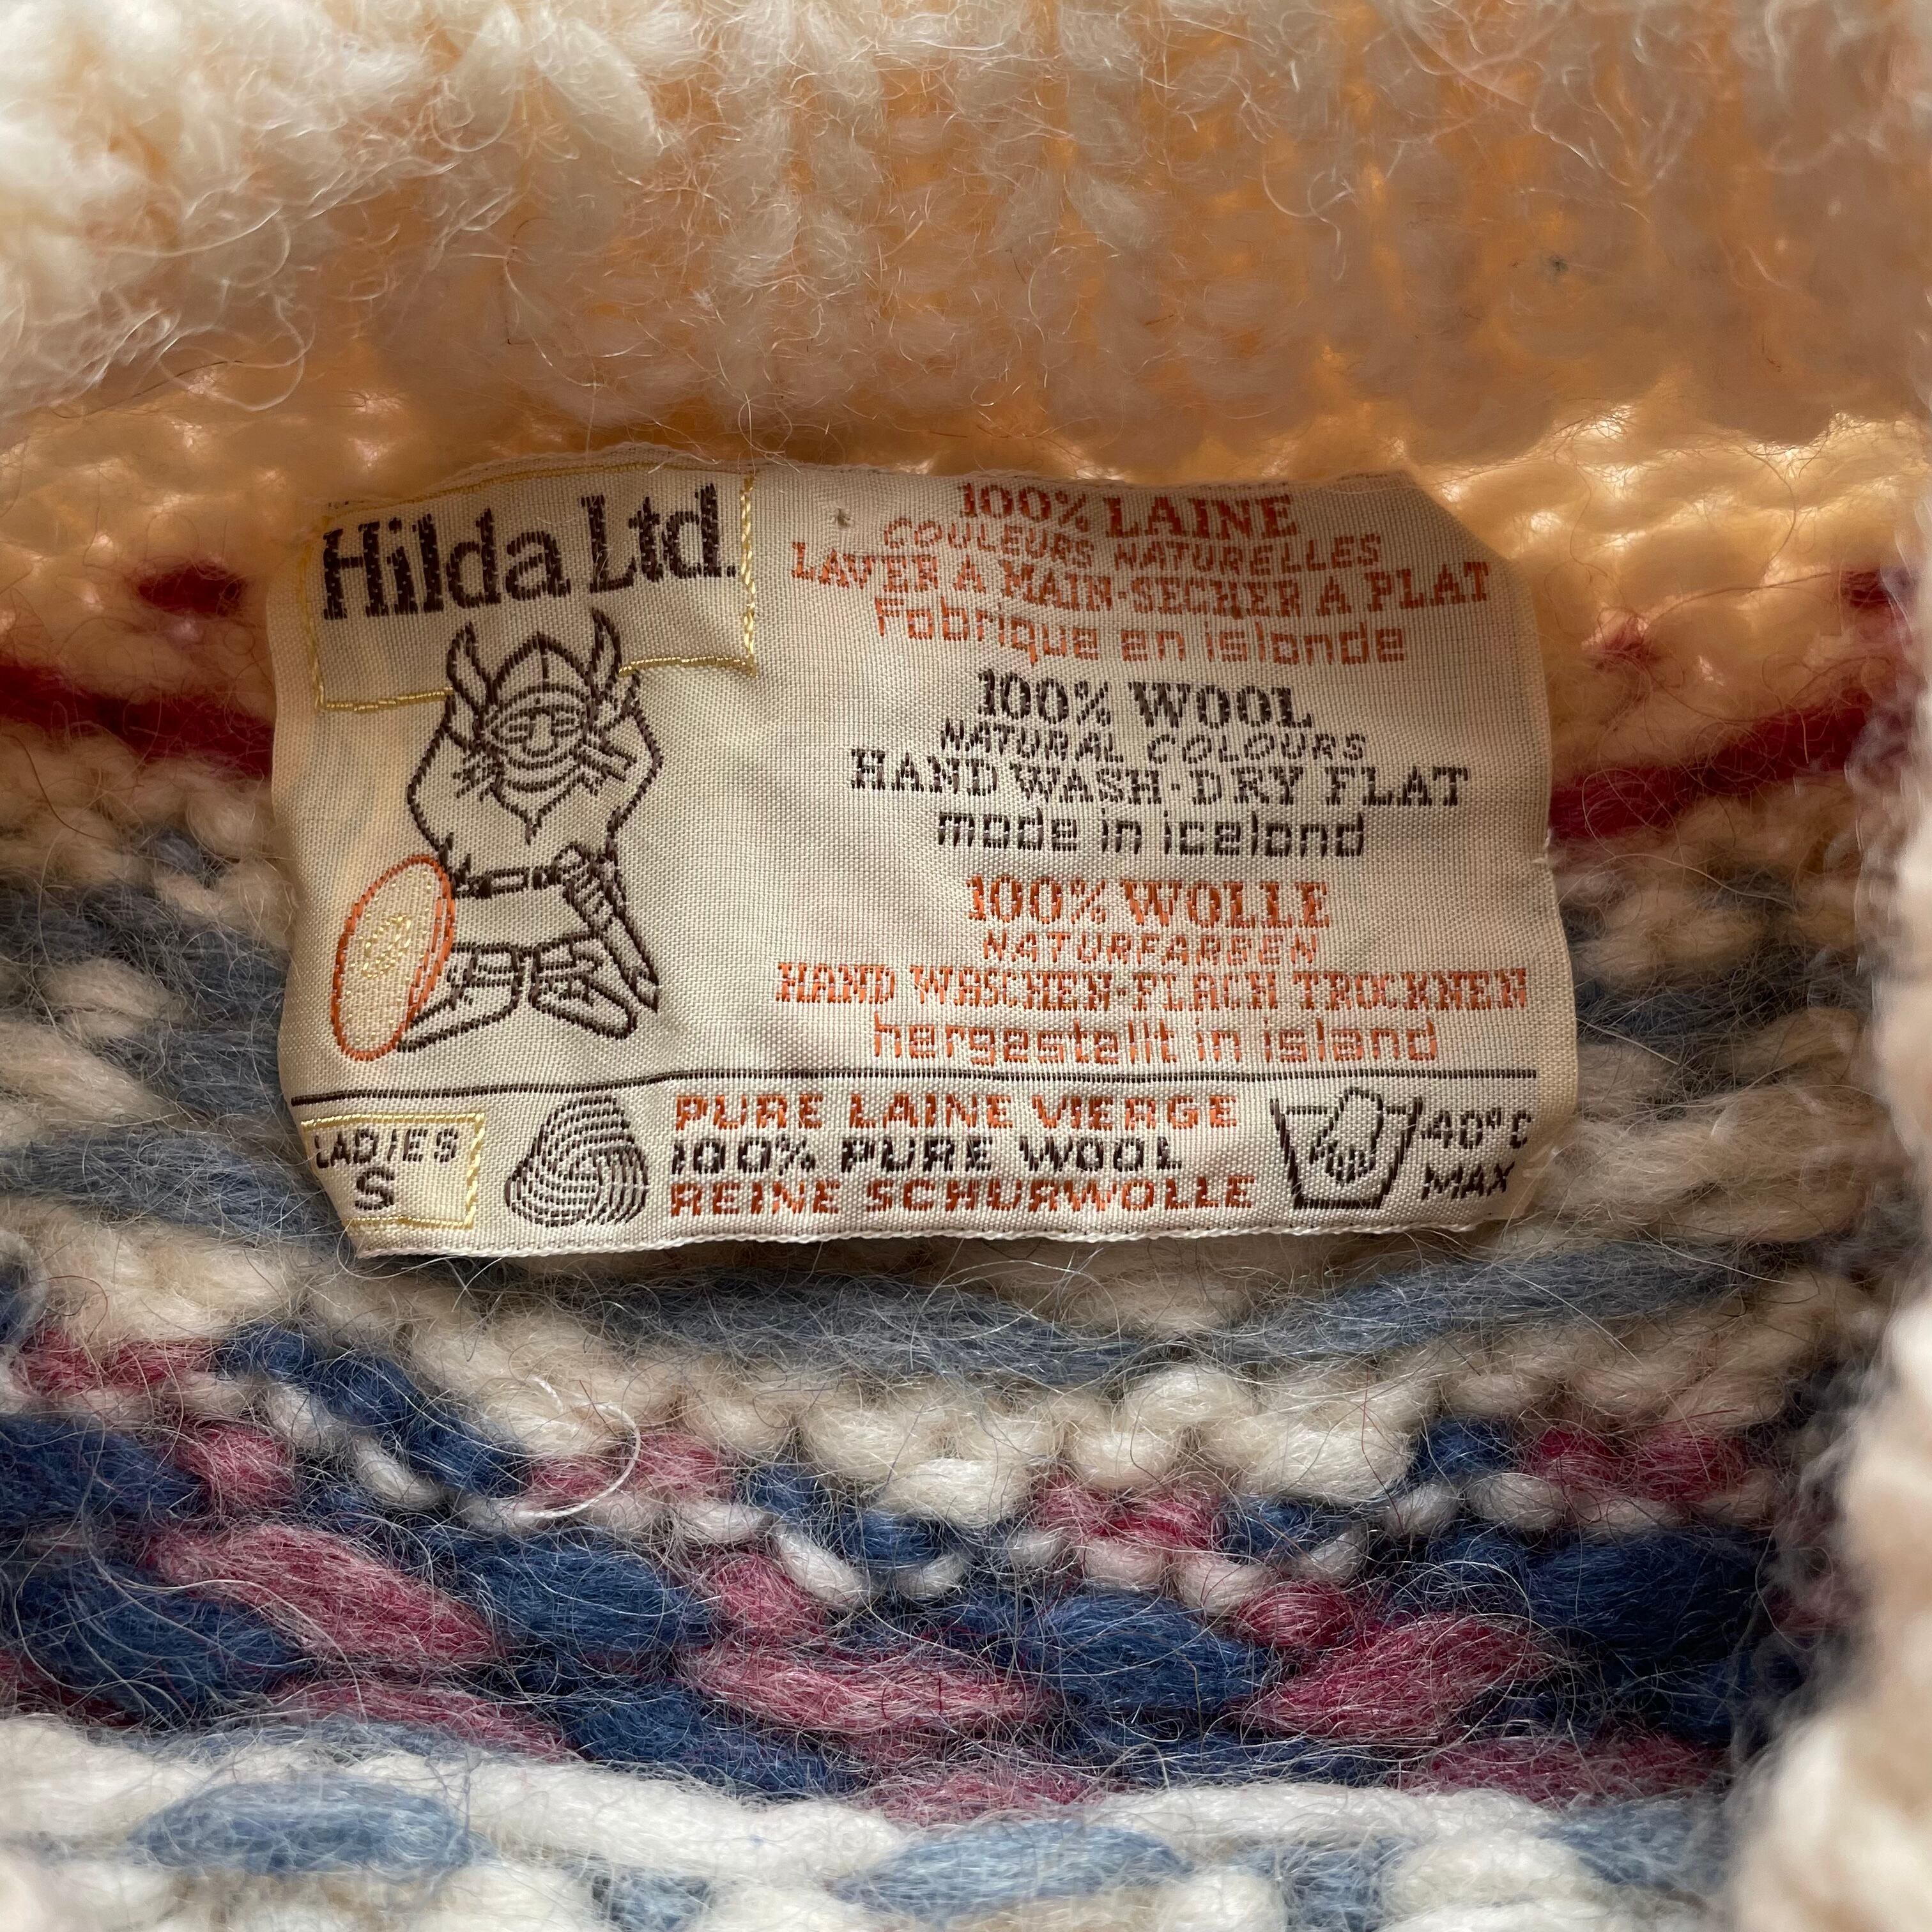 Hilda Ltd.
100% LAINE
COULEURS NATURELLES
LAVER A MAIN-SECHER A PLAT
Fabrique en islande
100% WOOL
NATURAL COLOURS
HAND WASH-DRY FLAT
made in iceland
100% WOLLE
NATURFARBEN
HAND WASCHEN-FLACH TROCKNEN
hergestellt in island
LADIES
S
PURE LAINE VIERGE
100% PURE WOOL
REINE SCHURWOLLE
40°C
MAX